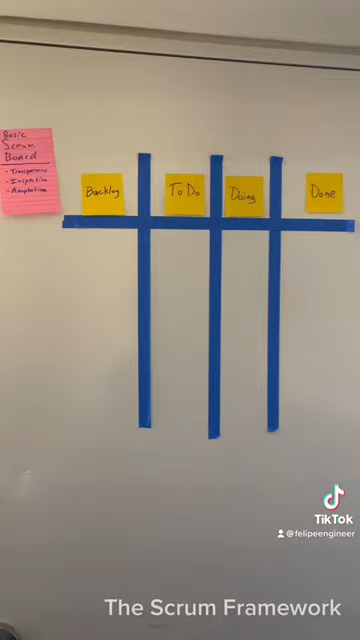 Basic
Scrum
Board
- Transparency
- Inspection
- Adaptation
Backlog
To Do
Doing
Done
TikTok
@felipeengineer
The Scrum Framework